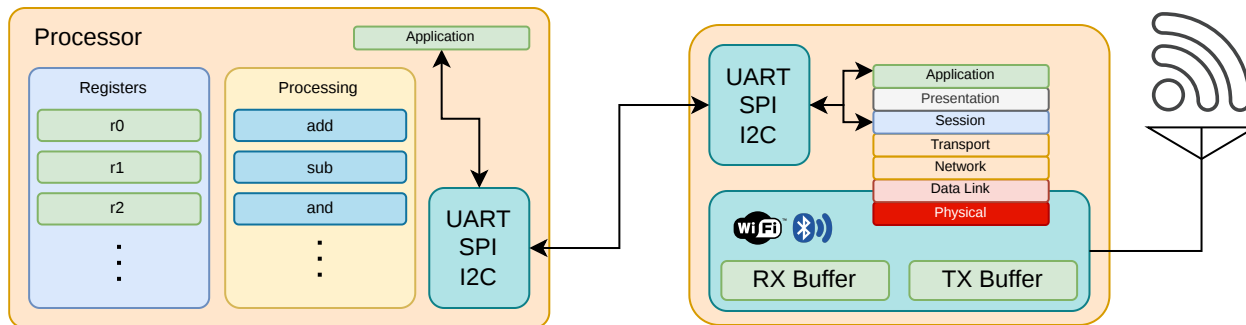 Processor
Application
Registers
r0
r1
r2
Processing
add
sub
and
UART
SPI
I2C
UART
SPI
I2C
Application
Presentation
Session
Transport
Network
Data Link
Physical
WiFi™
RX Buffer
TX Buffer